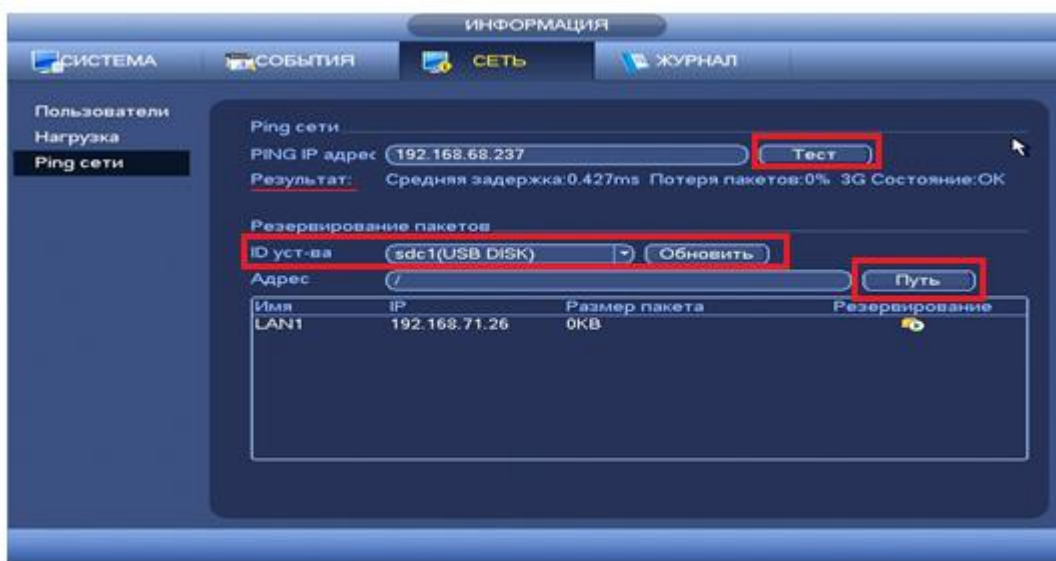 ИНФОРМАЦИЯ
СИСТЕМА СОБЫТИЯ СЕТЬ ЖУРНАЛ
Пользователи
Нагрузка
Ping сети
Ping сети
PING IP адрес 192.168.68.237 Тест
Результат: Средняя задержка:0.427ms Потеря пакетов:0% 3G Состояние:OK
Резервирование пакетов
ID уст-ва sdc1(USB DISK) Обновить
Адрес / Путь
Имя IP Размер пакета Резервирование
LAN1 192.168.71.26 0KB